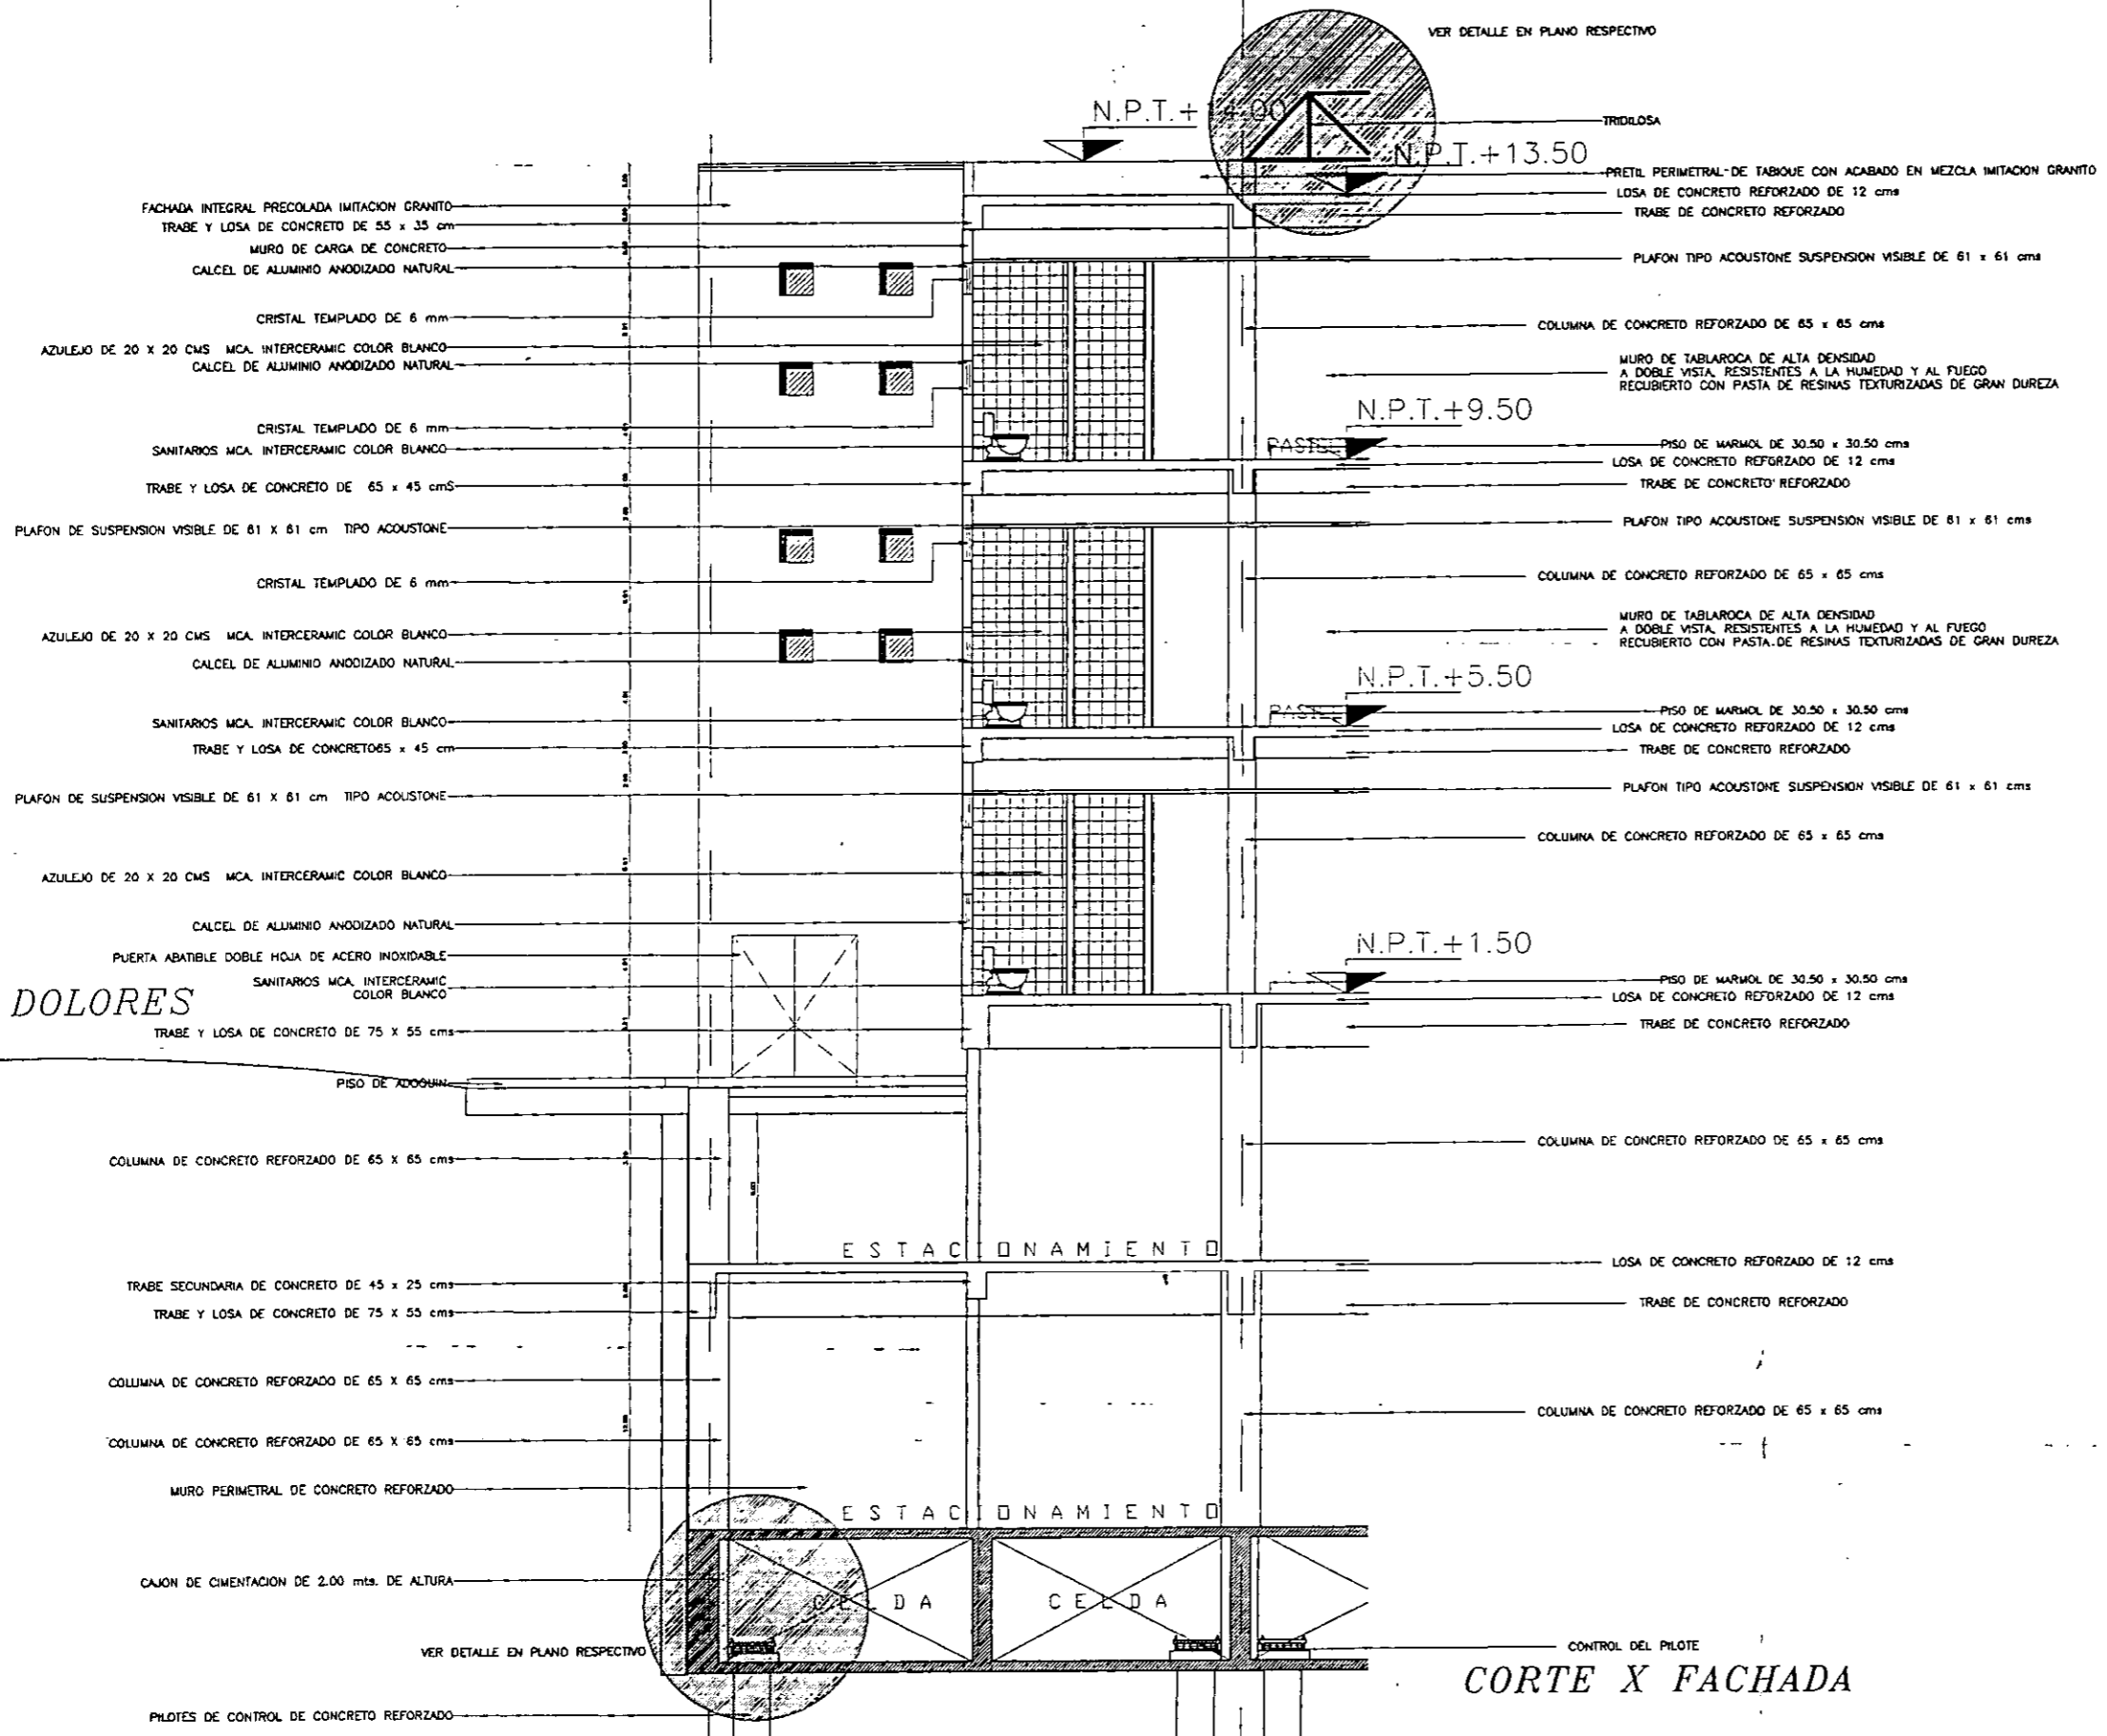 VER DETALLE EN PLANO RESPECTIVO
N.P.T.+14.00
TRIDILOSA
N.P.T.+13.50
PRETIL PERIMETRAL DE TABIQUE CON ACABADO EN MEZCLA IMITACION GRANITO
LOSA DE CONCRETO REFORZADO DE 12 cms
TRABE DE CONCRETO REFORZADO
FACHADA INTEGRAL PRECOLADA IMITACION GRANITO
TRABE Y LOSA DE CONCRETO DE 55 x 35 cm
MURO DE CARGA DE CONCRETO
CALCEL DE ALUMINIO ANODIZADO NATURAL
PLAFON TIPO ACOUSTONE SUSPENSION VISIBLE DE 61 x 61 cms
CRISTAL TEMPLADO DE 6 mm
COLUMNA DE CONCRETO REFORZADO DE 65 x 65 cms
AZULEJO DE 20 X 20 CMS MCA. INTERCERAMIC COLOR BLANCO
CALCEL DE ALUMINIO ANODIZADO NATURAL
MURO DE TABLAROCA DE ALTA DENSIDAD
A DOBLE VISTA, RESISTENTES A LA HUMEDAD Y AL FUEGO
RECUBIERTO CON PASTA DE RESINAS TEXTURIZADAS DE GRAN DUREZA
N.P.T.+9.50
CRISTAL TEMPLADO DE 6 mm
SANITARIOS MCA. INTERCERAMIC COLOR BLANCO
PISO DE MARMOL DE 30.50 x 30.50 cms
LOSA DE CONCRETO REFORZADO DE 12 cms
TRABE DE CONCRETO REFORZADO
TRABE Y LOSA DE CONCRETO DE 65 x 45 cmS
PLAFON DE SUSPENSION VISIBLE DE 61 X 61 cm TIPO ACOUSTONE
PLAFON TIPO ACOUSTONE SUSPENSION VISIBLE DE 61 x 61 cms
CRISTAL TEMPLADO DE 6 mm
COLUMNA DE CONCRETO REFORZADO DE 65 x 65 cms
AZULEJO DE 20 X 20 CMS MCA. INTERCERAMIC COLOR BLANCO
CALCEL DE ALUMINIO ANODIZADO NATURAL
MURO DE TABLAROCA DE ALTA DENSIDAD
A DOBLE VISTA, RESISTENTES A LA HUMEDAD Y AL FUEGO
RECUBIERTO CON PASTA.DE RESINAS TEXTURIZADAS DE GRAN DUREZA
N.P.T.+5.50
SANITARIOS MCA. INTERCERAMIC COLOR BLANCO
PISO DE MARMOL DE 30.50 x 30.50 cms
LOSA DE CONCRETO REFORZADO DE 12 cms
TRABE DE CONCRETO REFORZADO
TRABE Y LOSA DE CONCRETO65 x 45 cm
PLAFON DE SUSPENSION VISIBLE DE 61 X 61 cm TIPO ACOUSTONE
PLAFON TIPO ACOUSTONE SUSPENSION VISIBLE DE 61 x 61 cms
COLUMNA DE CONCRETO REFORZADO DE 65 x 65 cms
AZULEJO DE 20 X 20 CMS MCA. INTERCERAMIC COLOR BLANCO
CALCEL DE ALUMINIO ANODIZADO NATURAL
PUERTA ABATIBLE DOBLE HOJA DE ACERO INOXIDABLE
N.P.T.+1.50
SANITARIOS MCA. INTERCERAMIC
COLOR BLANCO
PISO DE MARMOL DE 30.50 x 30.50 cms
LOSA DE CONCRETO REFORZADO DE 12 cms
TRABE DE CONCRETO REFORZADO
DOLORES
TRABE Y LOSA DE CONCRETO DE 75 X 55 cms
PISO DE ADOQUIN
COLUMNA DE CONCRETO REFORZADO DE 65 X 65 cms
COLUMNA DE CONCRETO REFORZADO DE 65 x 65 cms
ESTACIONAMIENTO
LOSA DE CONCRETO REFORZADO DE 12 cms
TRABE SECUNDARIA DE CONCRETO DE 45 x 25 cms
TRABE Y LOSA DE CONCRETO DE 75 X 55 cms
TRABE DE CONCRETO REFORZADO
COLUMNA DE CONCRETO REFORZADO DE 65 X 65 cms
COLUMNA DE CONCRETO REFORZADO DE 65 x 65 cms
COLUMNA DE CONCRETO REFORZADO DE 65 X 65 cms
MURO PERIMETRAL DE CONCRETO REFORZADO
ESTACIONAMIENTO
CAJON DE CIMENTACION DE 2.00 mts. DE ALTURA
CELDA
CELDA
VER DETALLE EN PLANO RESPECTIVO
CONTROL DEL PILOTE
CORTE X FACHADA
PILOTES DE CONTROL DE CONCRETO REFORZADO